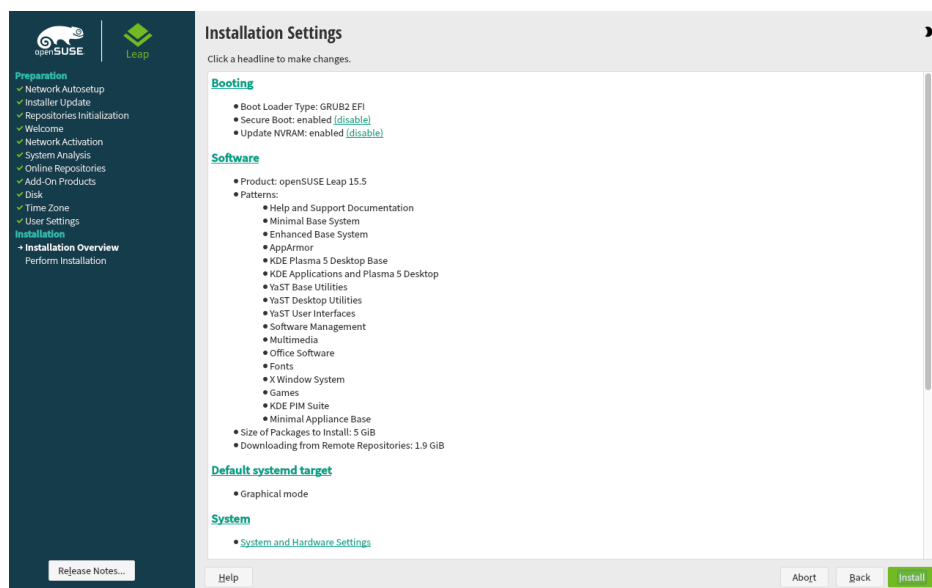 openSUSE.
Leap
Preparation
Network Autosetup
Installer Update
Repositories Initialization
Welcome
Network Activation
System Analysis
Online Repositories
Add-On Products
Disk
Time Zone
User Settings
Installation
Installation Overview
Perform Installation
Release Notes...
Installation Settings
Click a headline to make changes.
Booting
Boot Loader Type: GRUB2 EFI
Secure Boot: enabled (disable)
Update NVRAM: enabled (disable)
Software
Product: openSUSE Leap 15.5
Patterns:
Help and Support Documentation
Minimal Base System
Enhanced Base System
AppArmor
KDE Plasma 5 Desktop Base
KDE Applications and Plasma 5 Desktop
YaST Base Utilities
YaST Desktop Utilities
YaST User Interfaces
Software Management
Multimedia
Office Software
Fonts
X Window System
Games
KDE PIM Suite
Minimal Appliance Base
Size of Packages to Install: 5 GiB
Downloading from Remote Repositories: 1.9 GiB
Default systemd target
Graphical mode
System
System and Hardware Settings
Help
Abort
Back
Install